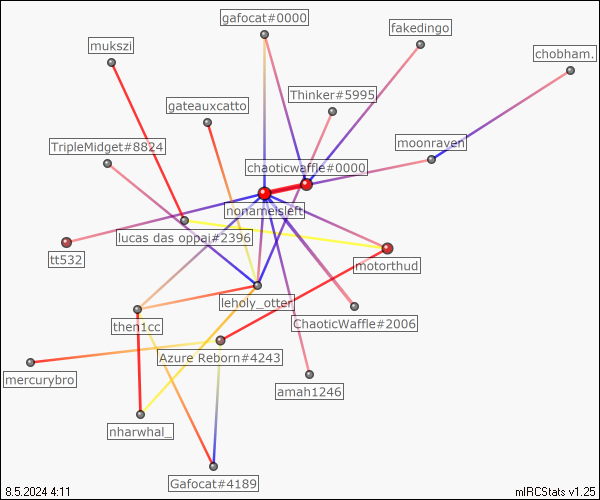 gafocat#0000
fakedingo
mukszi
chobham.
Thinker#5995
gateauxcatto
moonraven
TripleMidget#8824
chaoticwaffle#0000
nonameisleft
lucas das oppai#2396
tt532
motorthud
leholy_otter
ChaoticWaffle#2006
then1cc
Azure Reborn#4243
mercurybro
amah1246
nharwhal_
Gafocat#4189
8.5.2024 4:11
mIRCStats v1.25